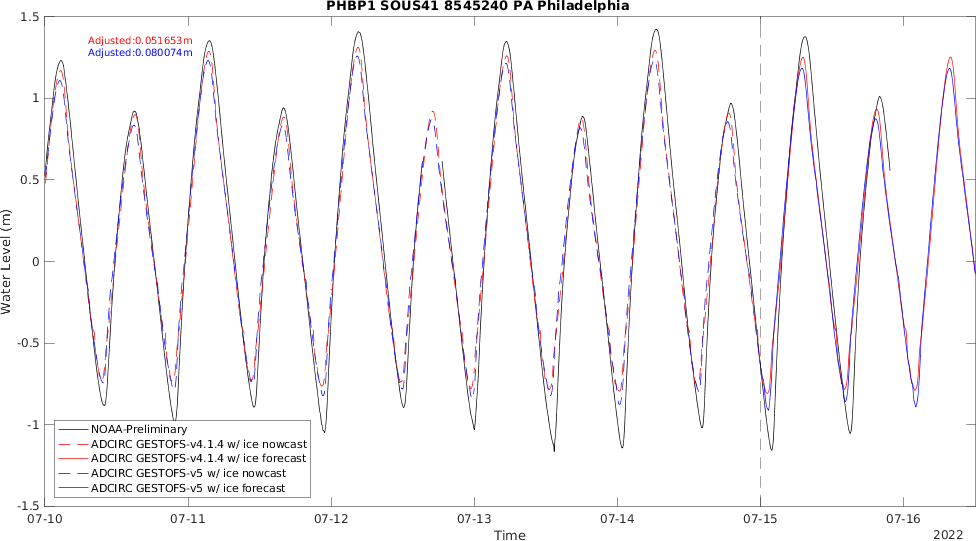 PHBP1 SOUS41 8545240 PA Philadelphia
1.5
Adjusted:0.051653m
Adjusted:0.080074m
1
0.5
Water Level (m)
0
-0.5
-1
NOAA-Preliminary
ADCIRC GESTOFS-v4.1.4 w/ ice nowcast
ADCIRC GESTOFS-v4.1.4 w/ ice forecast
ADCIRC GESTOFS-v5 w/ ice nowcast
ADCIRC GESTOFS-v5 w/ ice forecast
-1.5
07-10 07-11 07-12 07-13 07-14 07-15 07-16
Time
2022